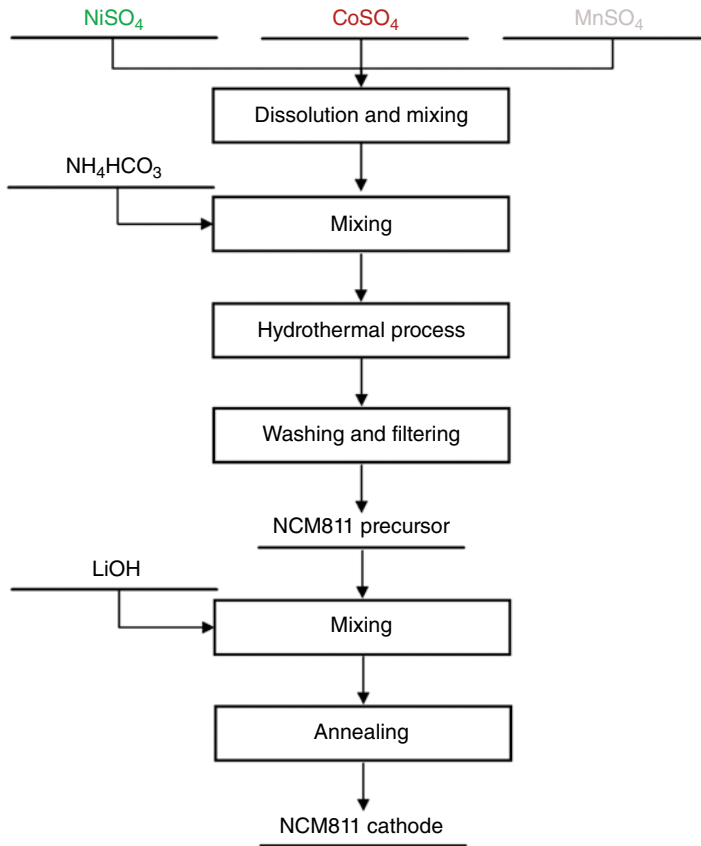 NiSO₄
CoSO₄
MnSO₄
Dissolution and mixing
NH₄HCO₃
Mixing
Hydrothermal process
Washing and filtering
NCM811 precursor
LiOH
Mixing
Annealing
NCM811 cathode